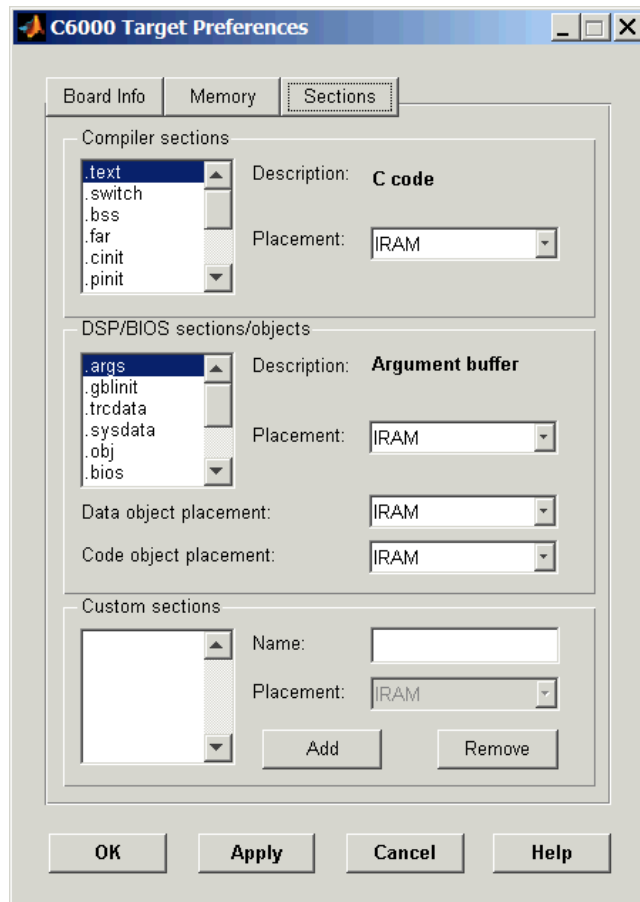 C6000 Target Preferences
Board Info Memory Sections
Compiler sections
.text
.switch
.bss
.far
.cinit
.pinit
Description: C code
Placement: IRAM
DSP/BIOS sections/objects
.args
.gblinit
.trcdata
.sysdata
.obj
.bios
Description: Argument buffer
Placement: IRAM
Data object placement: IRAM
Code object placement: IRAM
Custom sections
Name:
Placement: IRAM
Add Remove
OK Apply Cancel Help